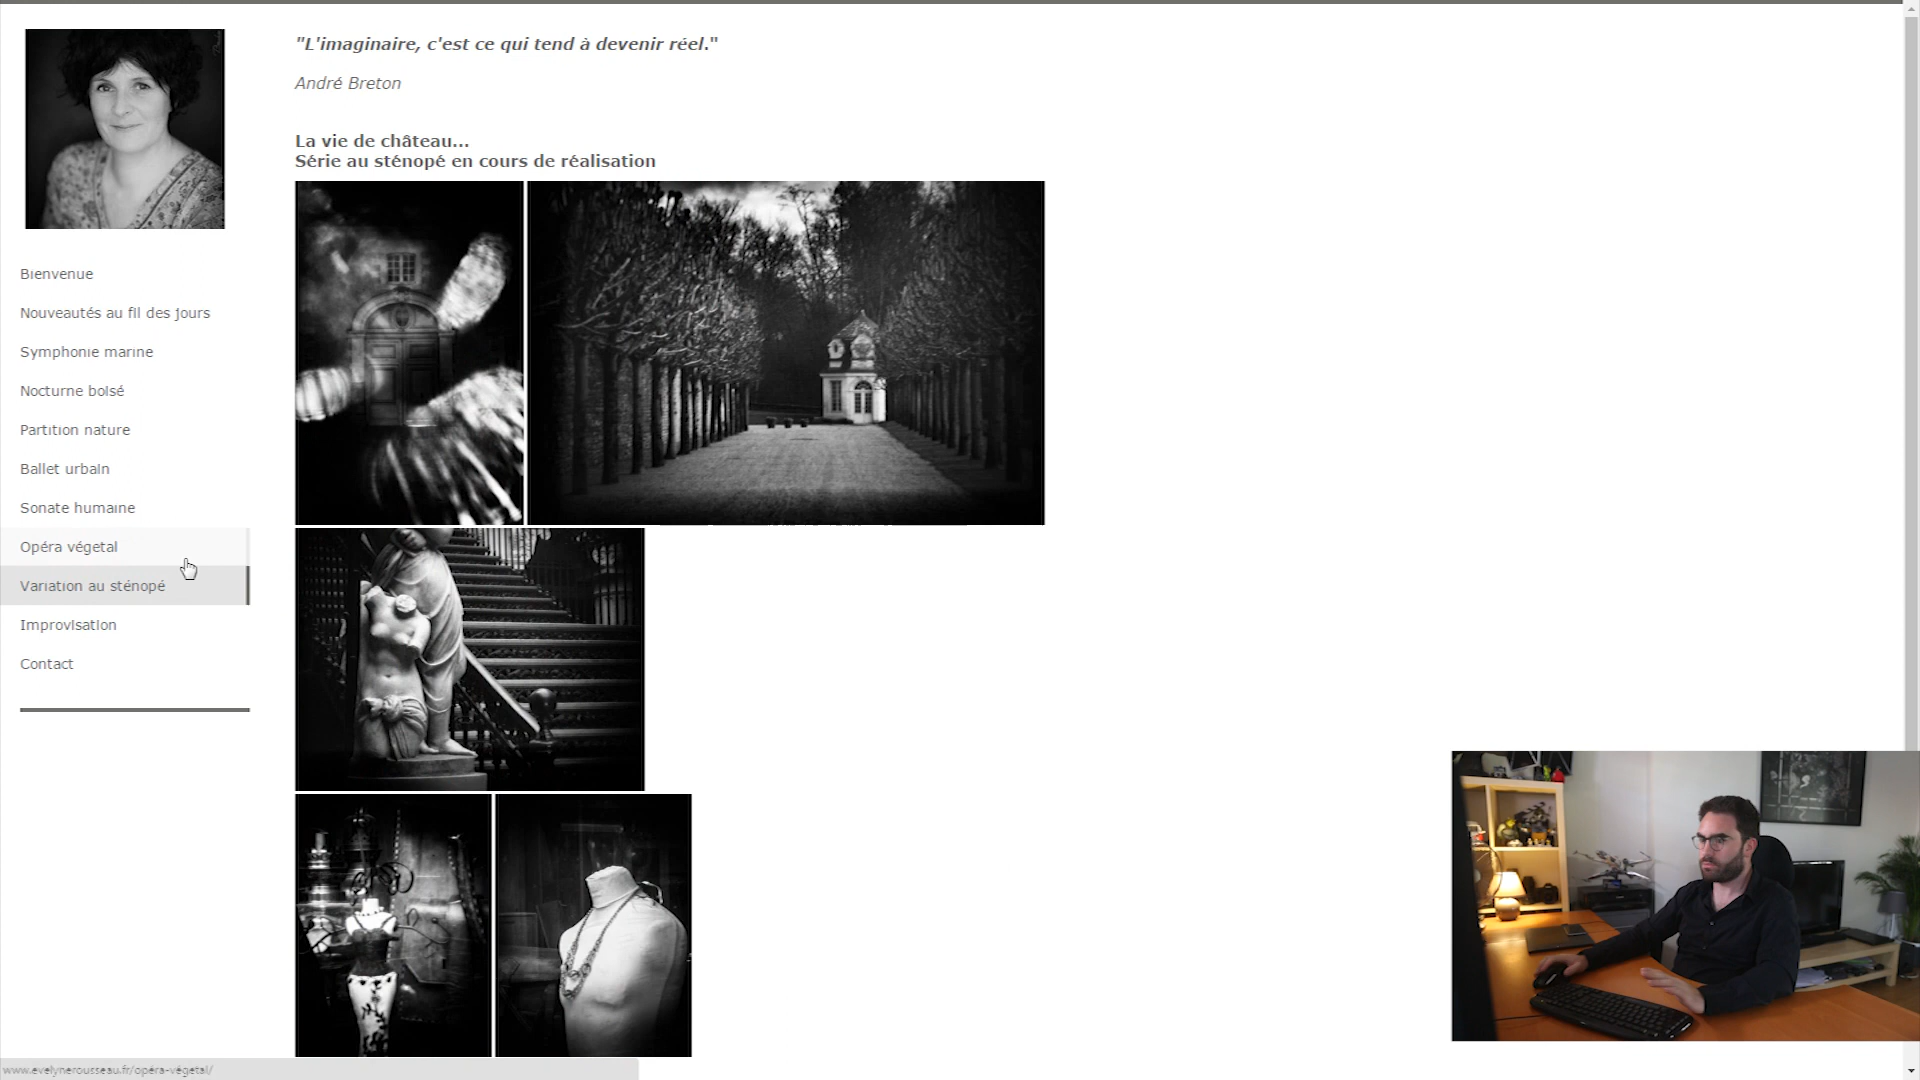 "L'imaginaire, c'est ce qui tend à devenir réel."
André Breton
La vie de château...
Série au sténopé en cours de réalisation
Bienvenue
Nouveautés au fil des jours
Symphonie marine
Nocturne boisé
Partition nature
Ballet urbain
Sonate humaine
Opéra végetal
Variation au sténopé
Improvisation
Contact
www.evelynerousseau.fr/opéra-végetal/